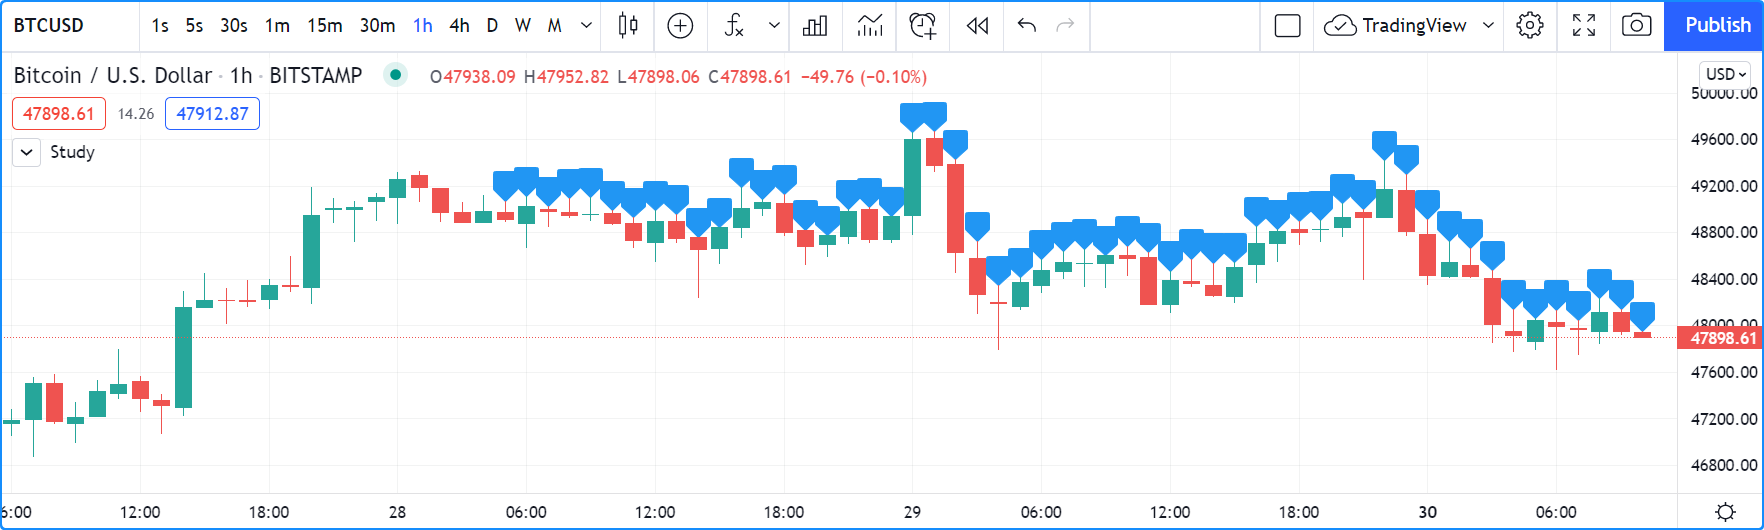 BTCUSD 1s 5s 30s 1m 15m 30m 1h 4h D W M fx TradingView Publish
Bitcoin / U.S. Dollar · 1h · BITSTAMP O47938.09 H47952.82 L47898.06 C47898.61 −49.76 (−0.10%) USD
47898.61 14.26 47912.87
Study
50000.00
49600.00
49200.00
48800.00
48400.00
48000.00
47898.61
47600.00
47200.00
46800.00
6:00 12:00 18:00 28 06:00 12:00 18:00 29 06:00 12:00 18:00 30 06:00